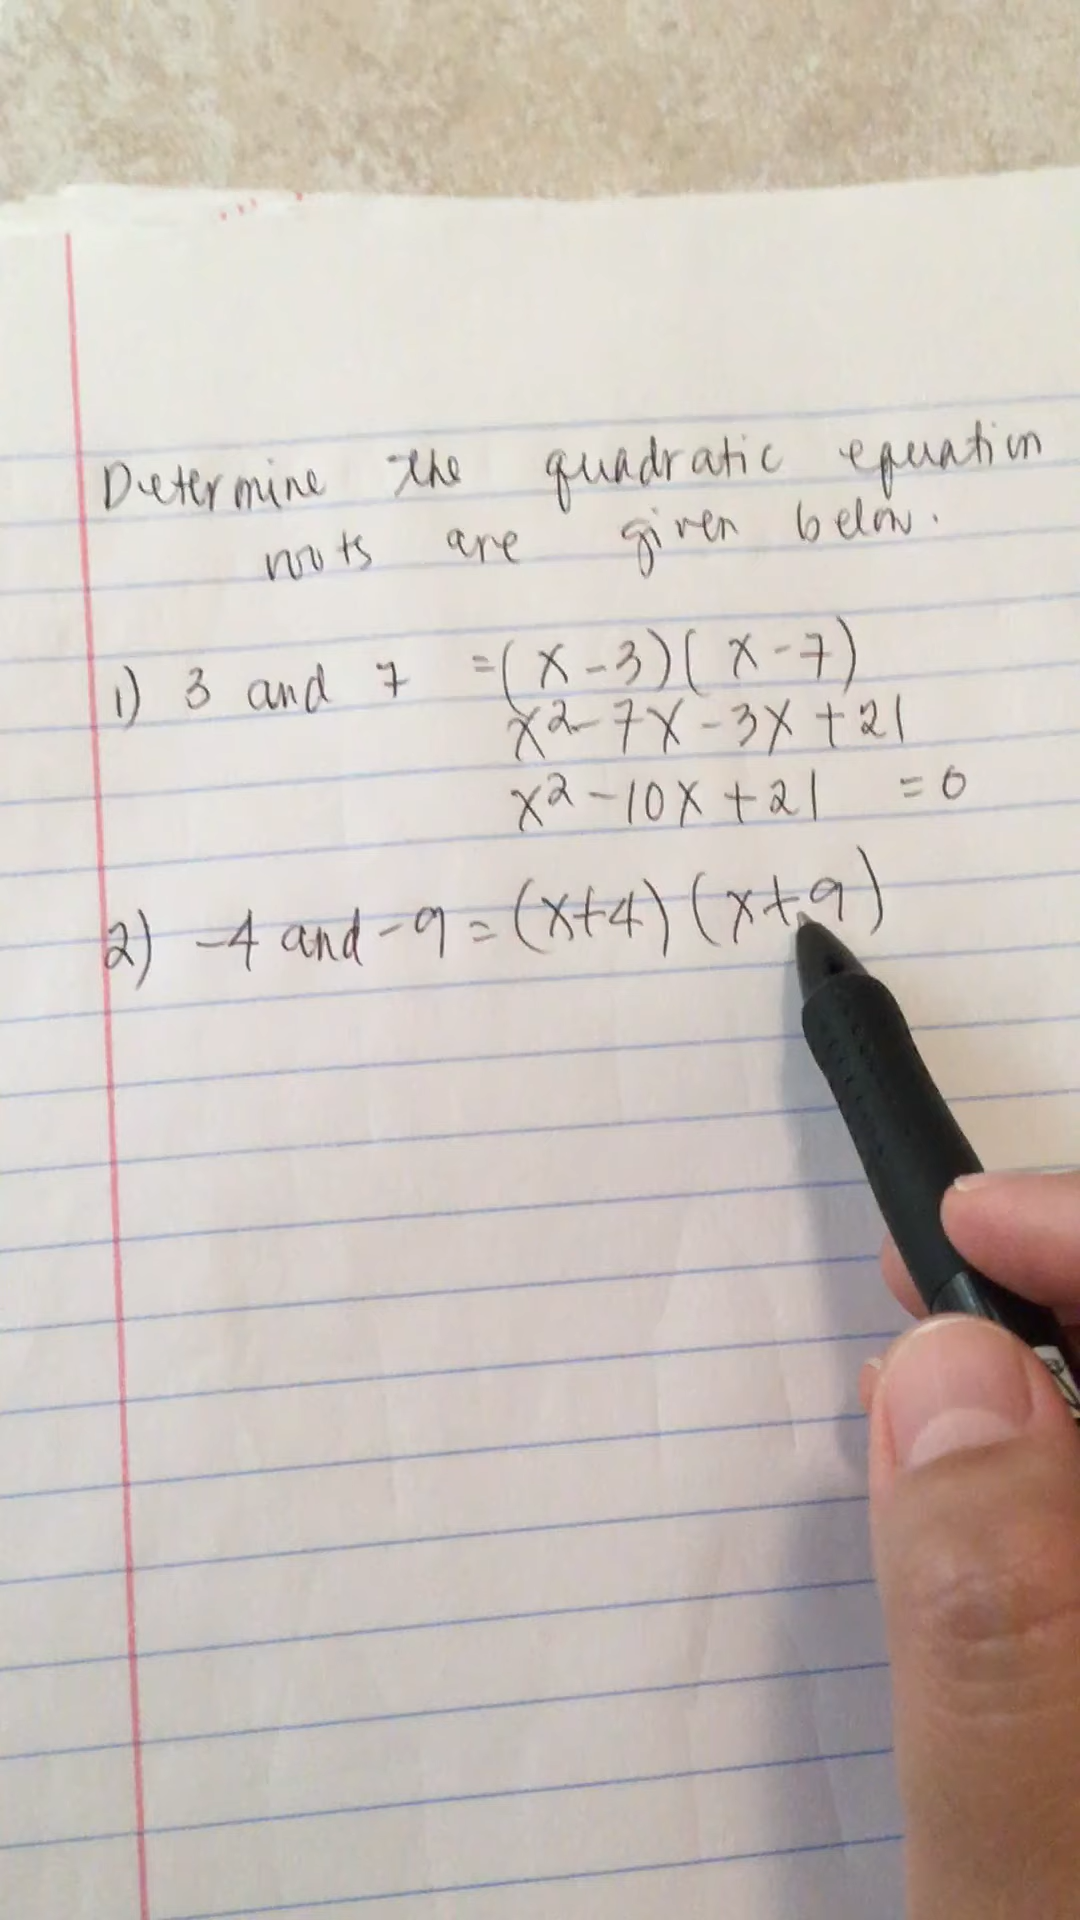 Determine the quadratic equation
roots are given below.
1) 3 and 7 =(x-3)(x-7)
x2-7x-3x+21
x2-10x+21 =0
2) -4 and -9 = (x+4)(x+9)